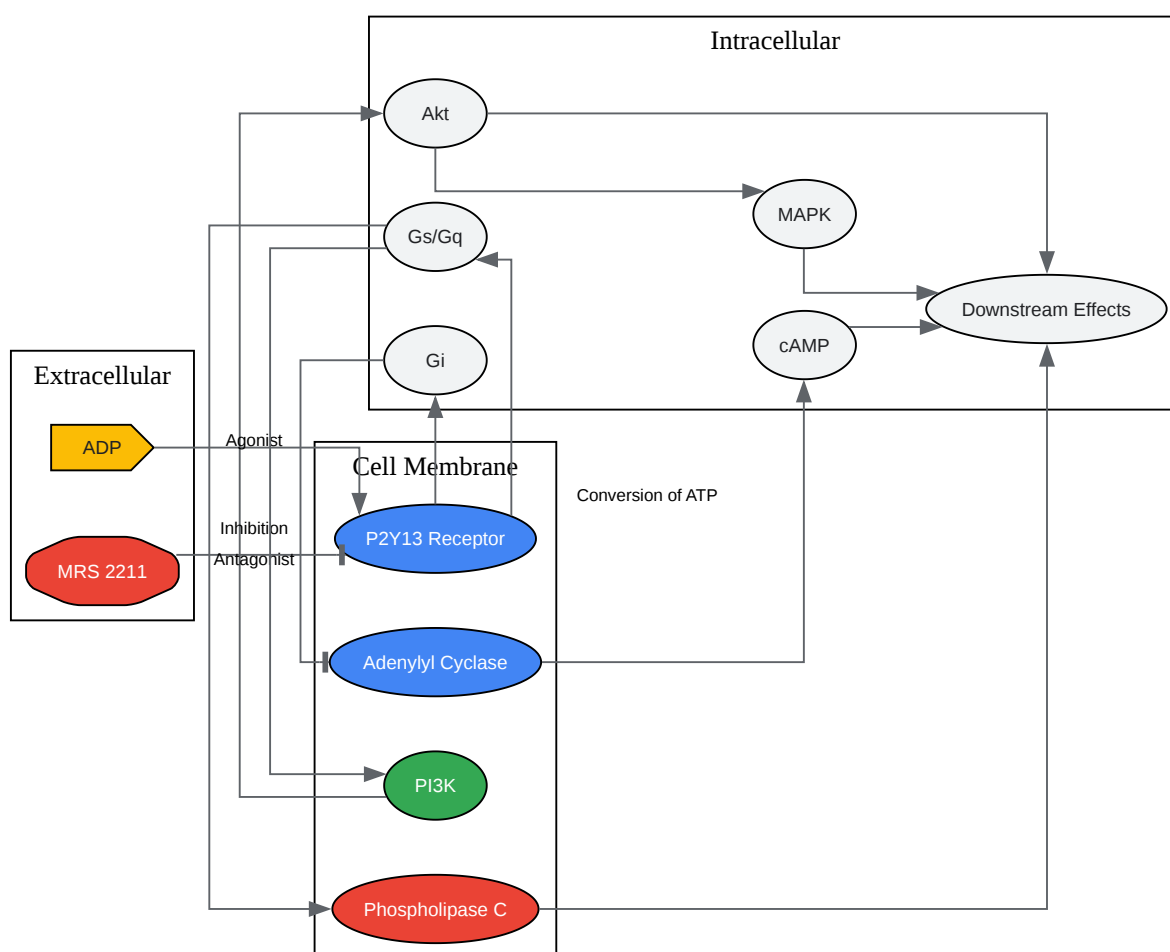 Intracellular
Akt
MAPK
Gs/Gq
Downstream Effects
cAMP
Gi
Extracellular
ADP
Agonist
Cell Membrane
Conversion of ATP
Inhibition
P2Y13 Receptor
Antagonist
MRS 2211
Adenylyl Cyclase
PI3K
Phospholipase C